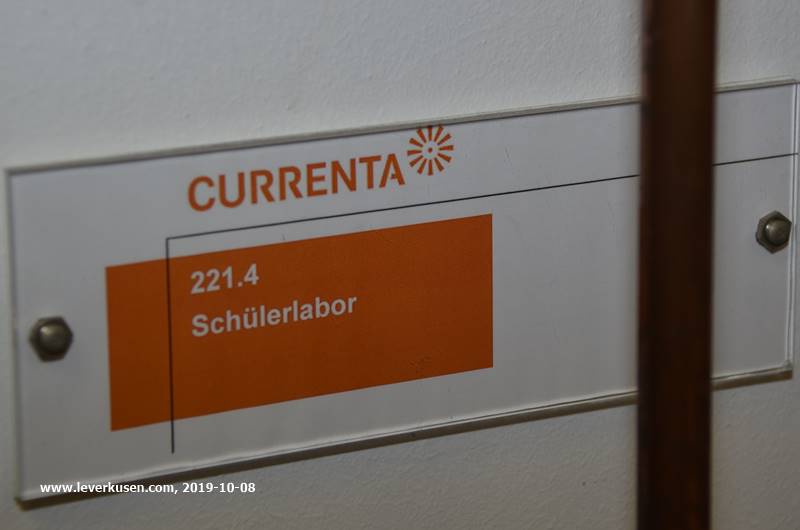 CURRENTA
221.4
Schülerlabor
www.leverkusen.com, 2019-10-08